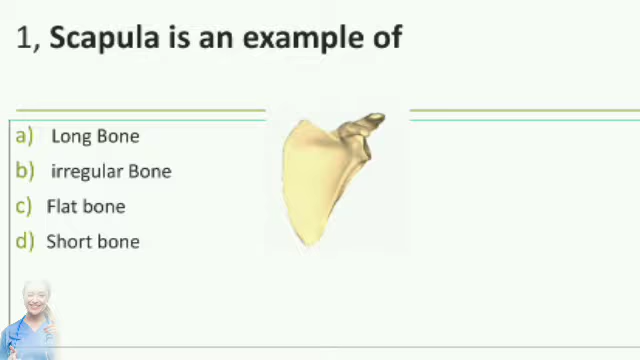 1, Scapula is an example of
a) Long Bone
b) irregular Bone
c) Flat bone
d) Short bone